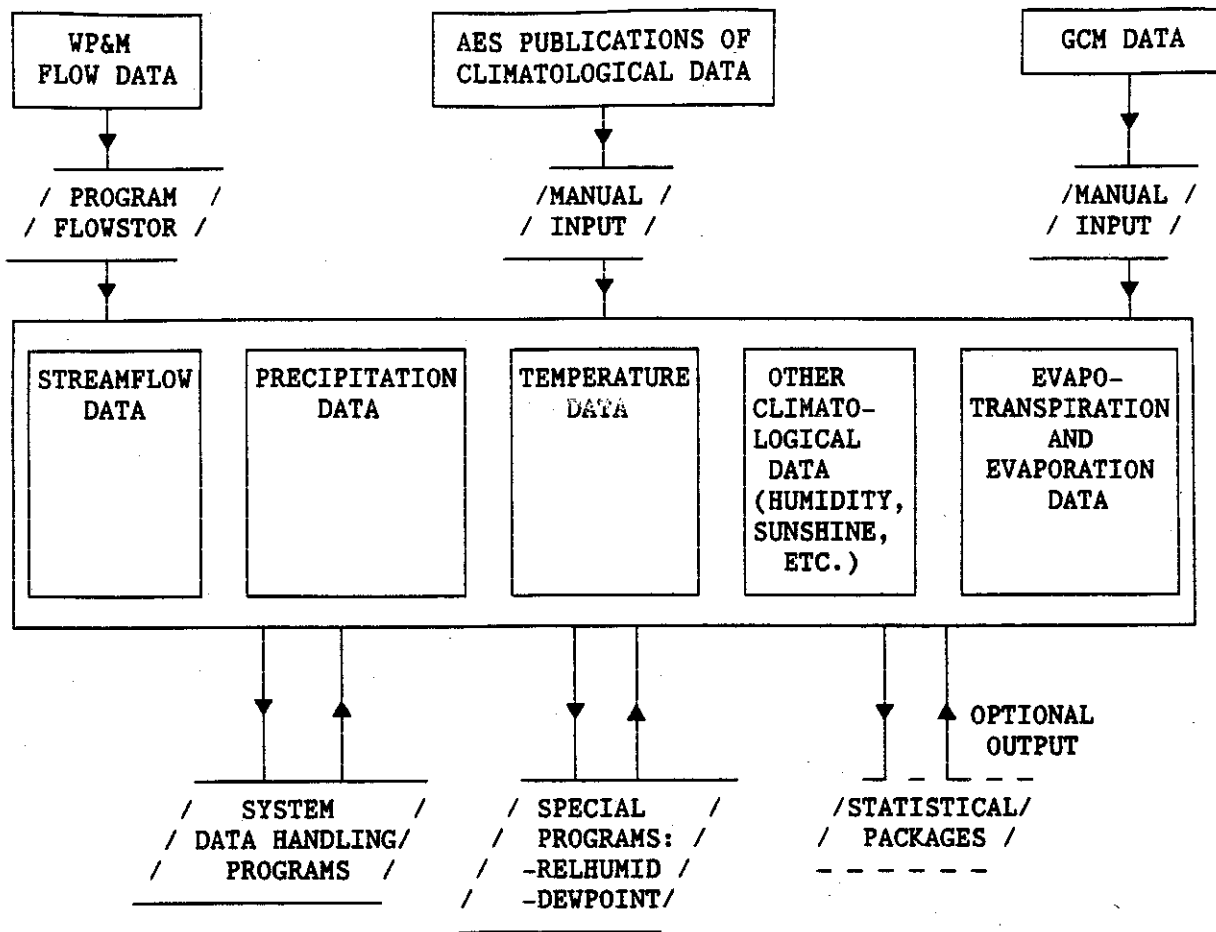 WP&M
FLOW DATA
AES PUBLICATIONS OF
CLIMATOLOGICAL DATA
GCM DATA
/ PROGRAM /
/ FLOWSTOR /
/MANUAL /
/ INPUT /
/MANUAL /
/ INPUT /
STREAMFLOW
DATA
PRECIPITATION
DATA
TEMPERATURE
DATA
OTHER
CLIMATO-
LOGICAL
DATA
(HUMIDITY,
SUNSHINE,
ETC.)
EVAPO-
TRANSPIRATION
AND
EVAPORATION
DATA
OPTIONAL
OUTPUT
/ SYSTEM /
/ DATA HANDLING/
/ PROGRAMS /
/ SPECIAL /
/ PROGRAMS: /
/ -RELHUMID /
/ -DEWPOINT/
/STATISTICAL/
/ PACKAGES /